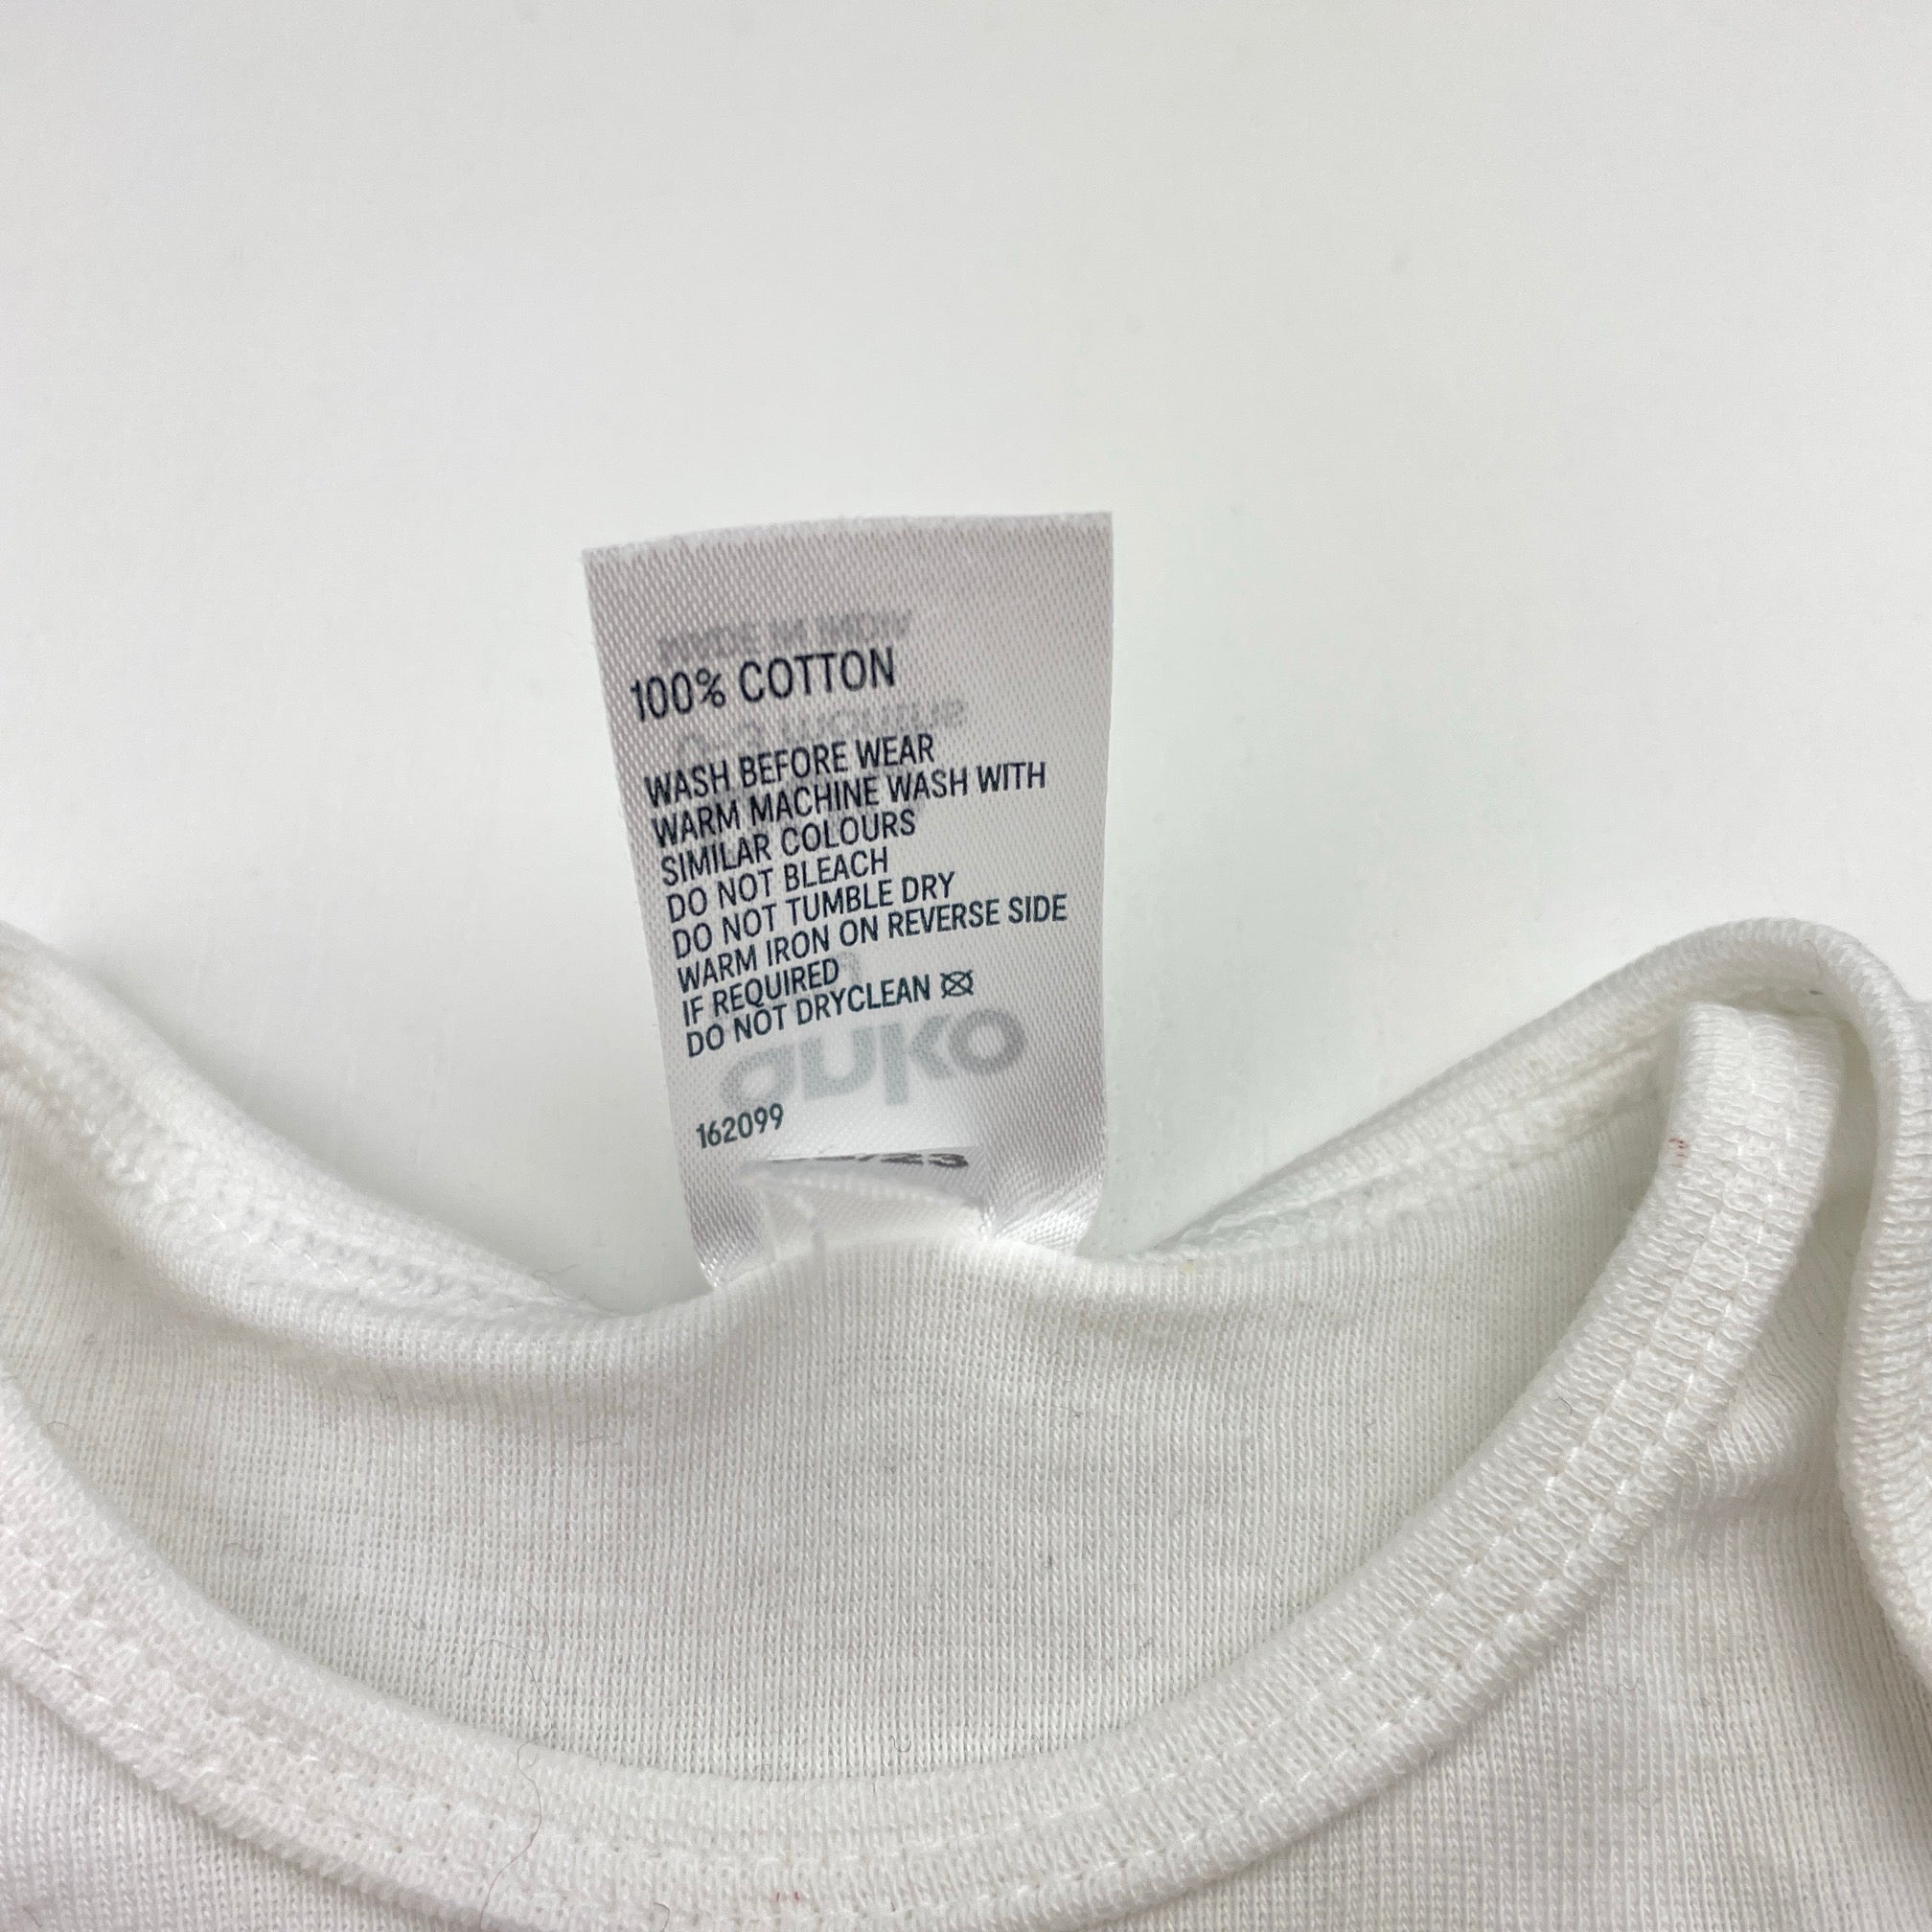 100% COTTON
WASH BEFORE WEAR
WARM MACHINE WASH WITH
SIMILAR COLOURS
DO NOT BLEACH
DO NOT TUMBLE DRY
WARM IRON ON REVERSE SIDE
IF REQUIRED
DO NOT DRYCLEAN
162099